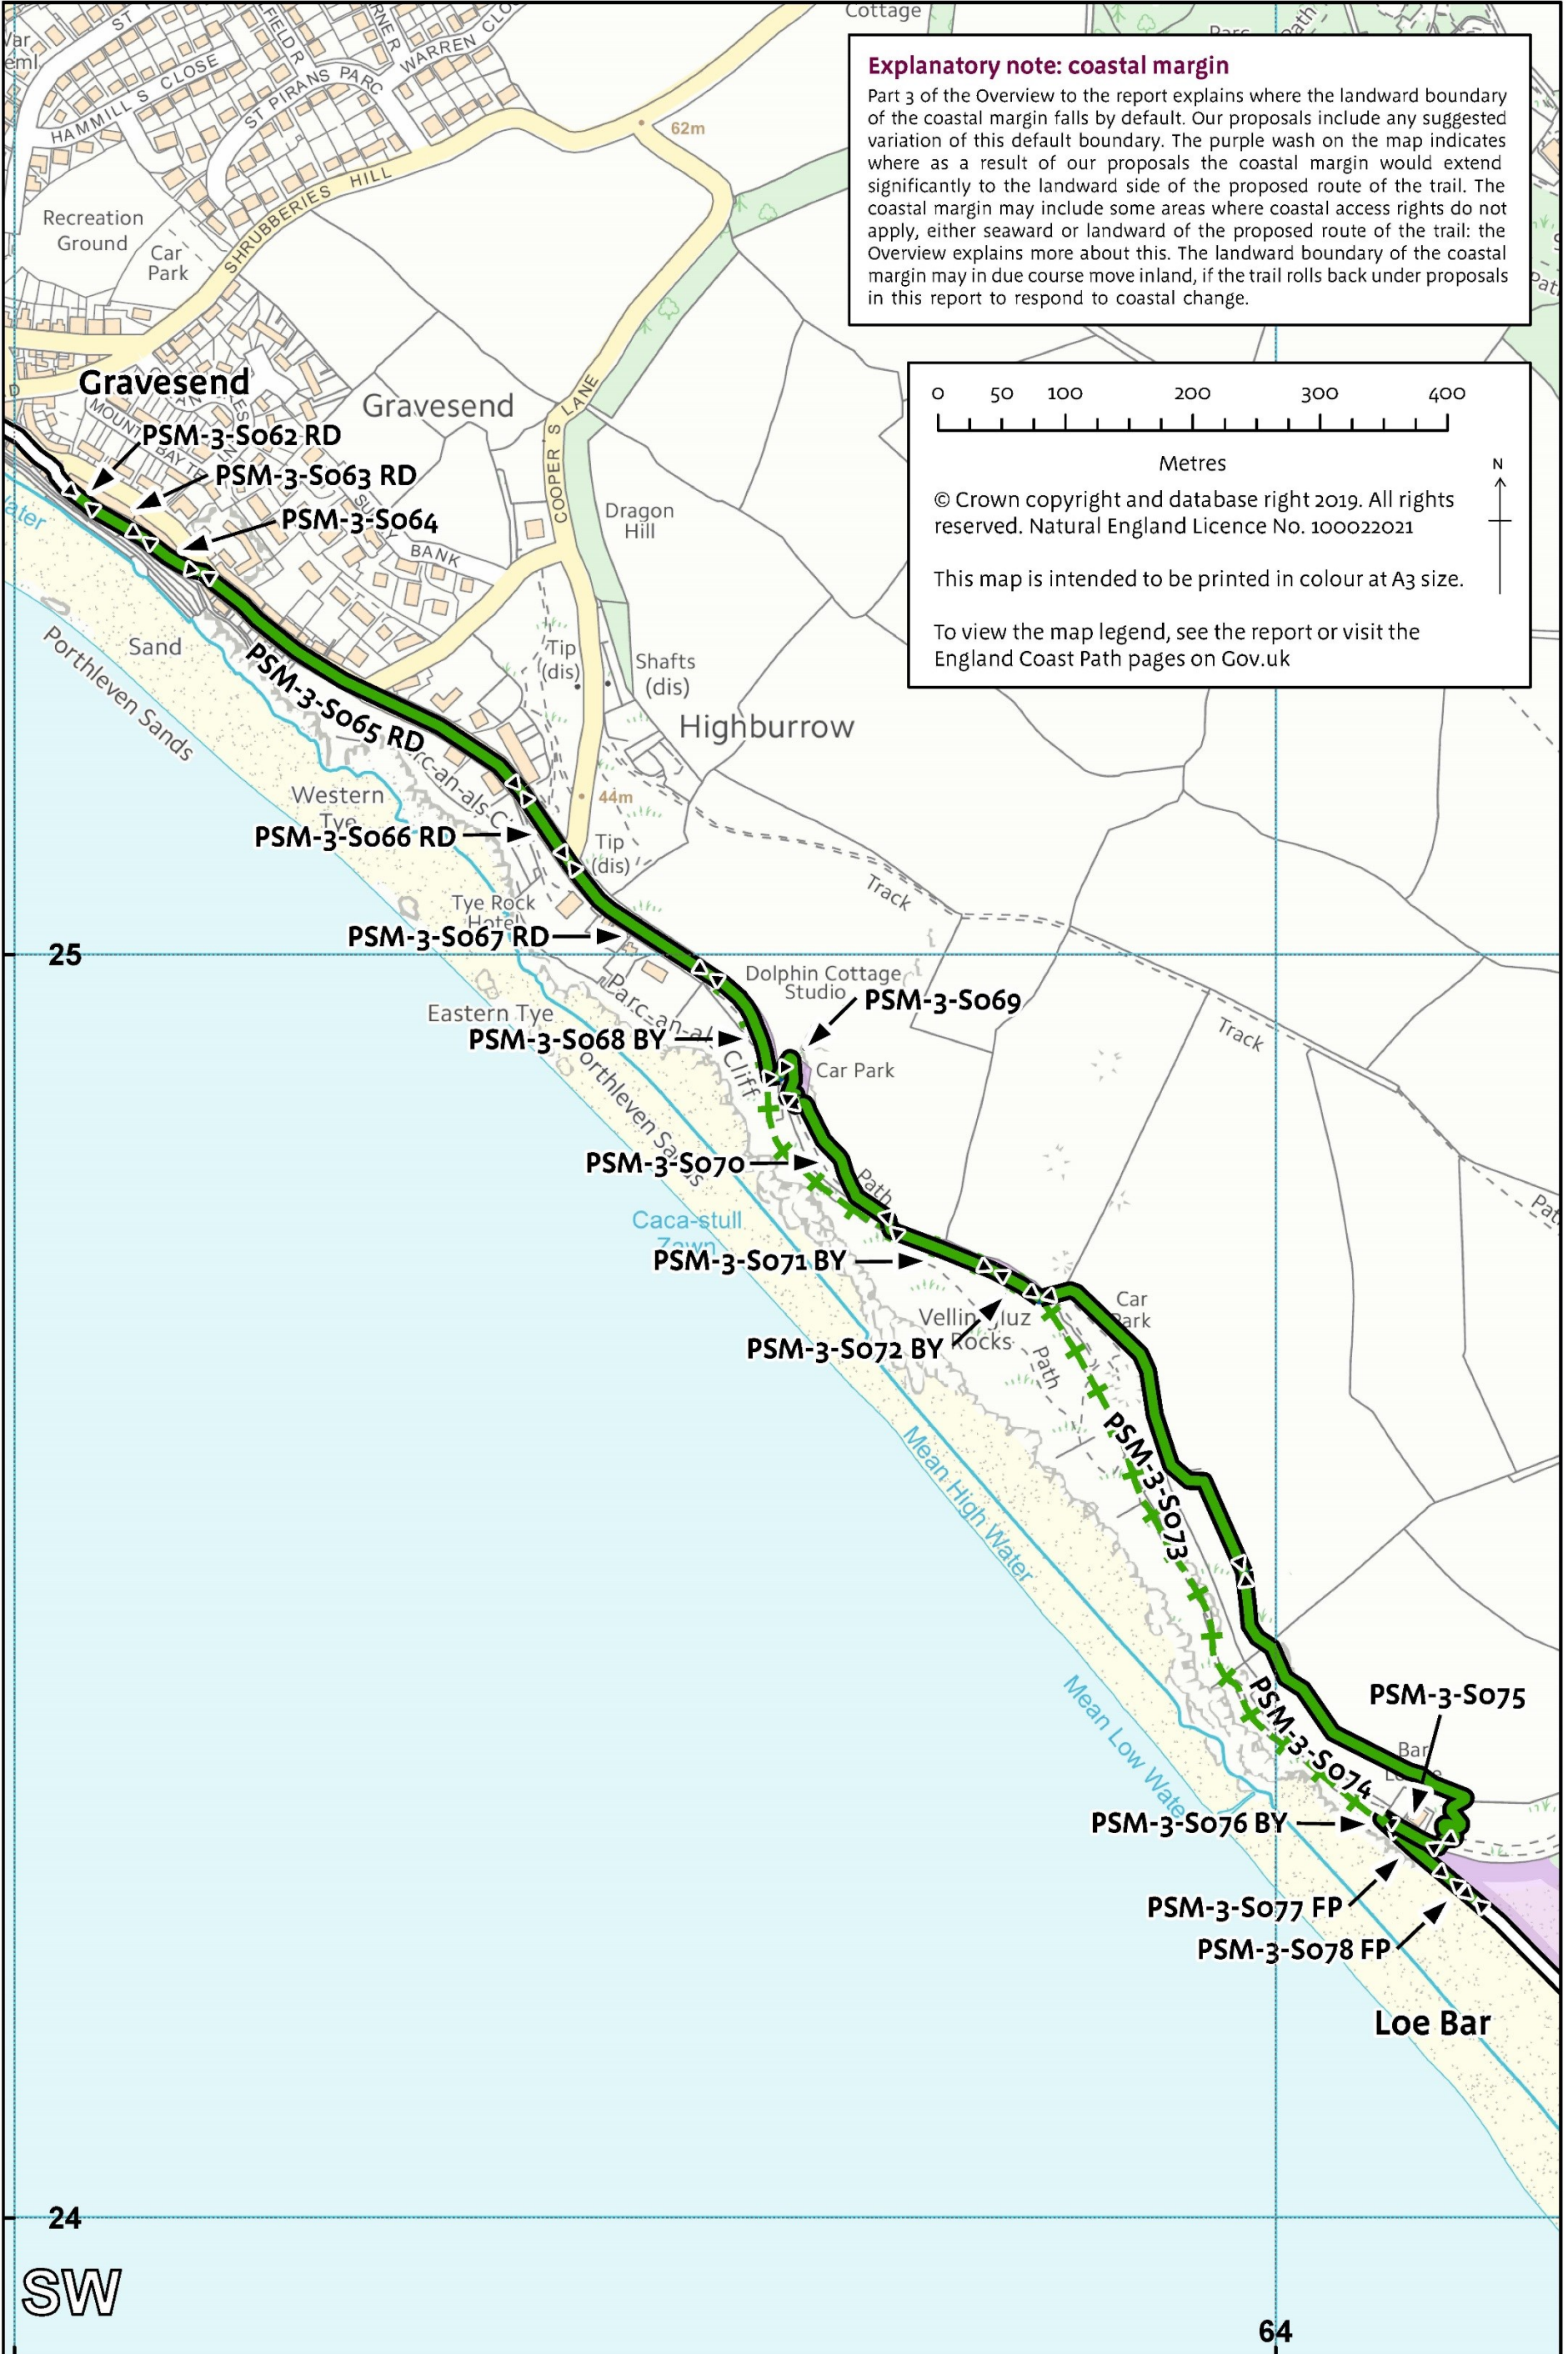 Cottage
ST
WARREN CLO
HAMMILL S CLOSE
ST PIRANS PARC
62m
SHRUBBERIES HILL
Recreation
Ground
Car
Park
Explanatory note: coastal margin
Part 3 of the Overview to the report explains where the landward boundary
of the coastal margin falls by default. Our proposals include any suggested
variation of this default boundary. The purple wash on the map indicates
where as a result of our proposals the coastal margin would extend
significantly to the landward side of the proposed route of the trail. The
coastal margin may include some areas where coastal access rights do not
apply, either seaward or landward of the proposed route of the trail: the
Overview explains more about this. The landward boundary of the coastal
margin may in due course move inland, if the trail rolls back under proposals
in this report to respond to coastal change.
0 50 100 200 300 400
Metres
N
© Crown copyright and database right 2019. All rights
reserved. Natural England Licence No. 100022021
This map is intended to be printed in colour at A3 size.
To view the map legend, see the report or visit the
England Coast Path pages on Gov.uk
Gravesend
Gravesend
MOUNT
PSM-3-S062 RD
PSM-3-S063 RD
PSM-3-S064
BANK
COOPER'S LANE
Dragon
Hill
Sand
Porthleven Sands
PSM-3-S065 RD
Tip
(dis)
Shafts
(dis)
Highburrow
Western
Tye
44m
PSM-3-S066 RD
Tip
(dis)
Track
Tye Rock
Hotel
PSM-3-S067 RD
25
Dolphin Cottage
Studio
PSM-3-S069
Eastern Tye
PSM-3-S068 BY
Cliff
Car Park
Track
orthleven Sands
PSM-3-S070
Path
Path
Caca-stull
Zawn
PSM-3-S071 BY
Car
Park
Rocks
PSM-3-S072 BY
Path
PSM-3-S073
Mean High Water
PSM-3-S075
PSM-3-S074
Bar
Mean Low Wate
PSM-3-S076 BY
PSM-3-S077 FP
PSM-3-S078 FP
Loe Bar
24
SW
64